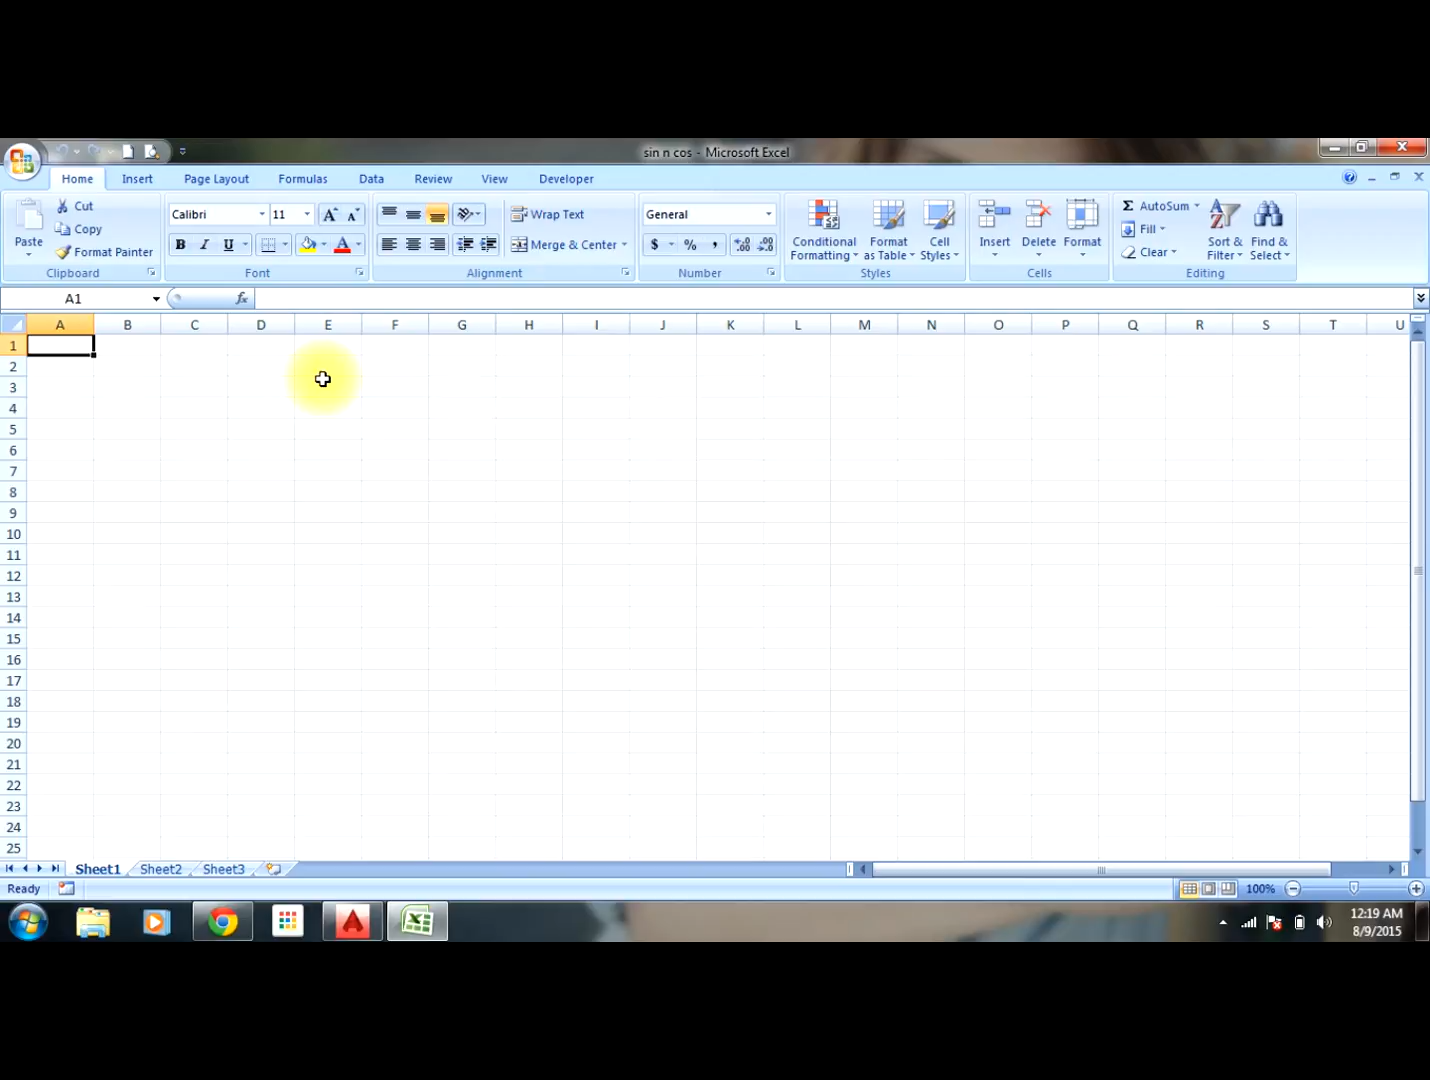 sin n cos - Microsoft Excel
Home Insert Page Layout Formulas Data Review View Developer
Paste
Cut
Copy
Format Painter
Clipboard
Calibri 11
B I U
Font
Wrap Text
Merge & Center
Alignment
General
$ % ,
Number
Conditional Formatting
Format as Table
Cell Styles
Styles
Insert Delete Format
Cells
Σ AutoSum
Fill
Clear
Sort & Filter
Find & Select
Editing
A1 fx
A B C D E F G H I J K L M N O P Q R S T U
1
2
3
4
5
6
7
8
9
10
11
12
13
14
15
16
17
18
19
20
21
22
23
24
25
Sheet1 Sheet2 Sheet3
Ready 100%
12:19 AM
8/9/2015